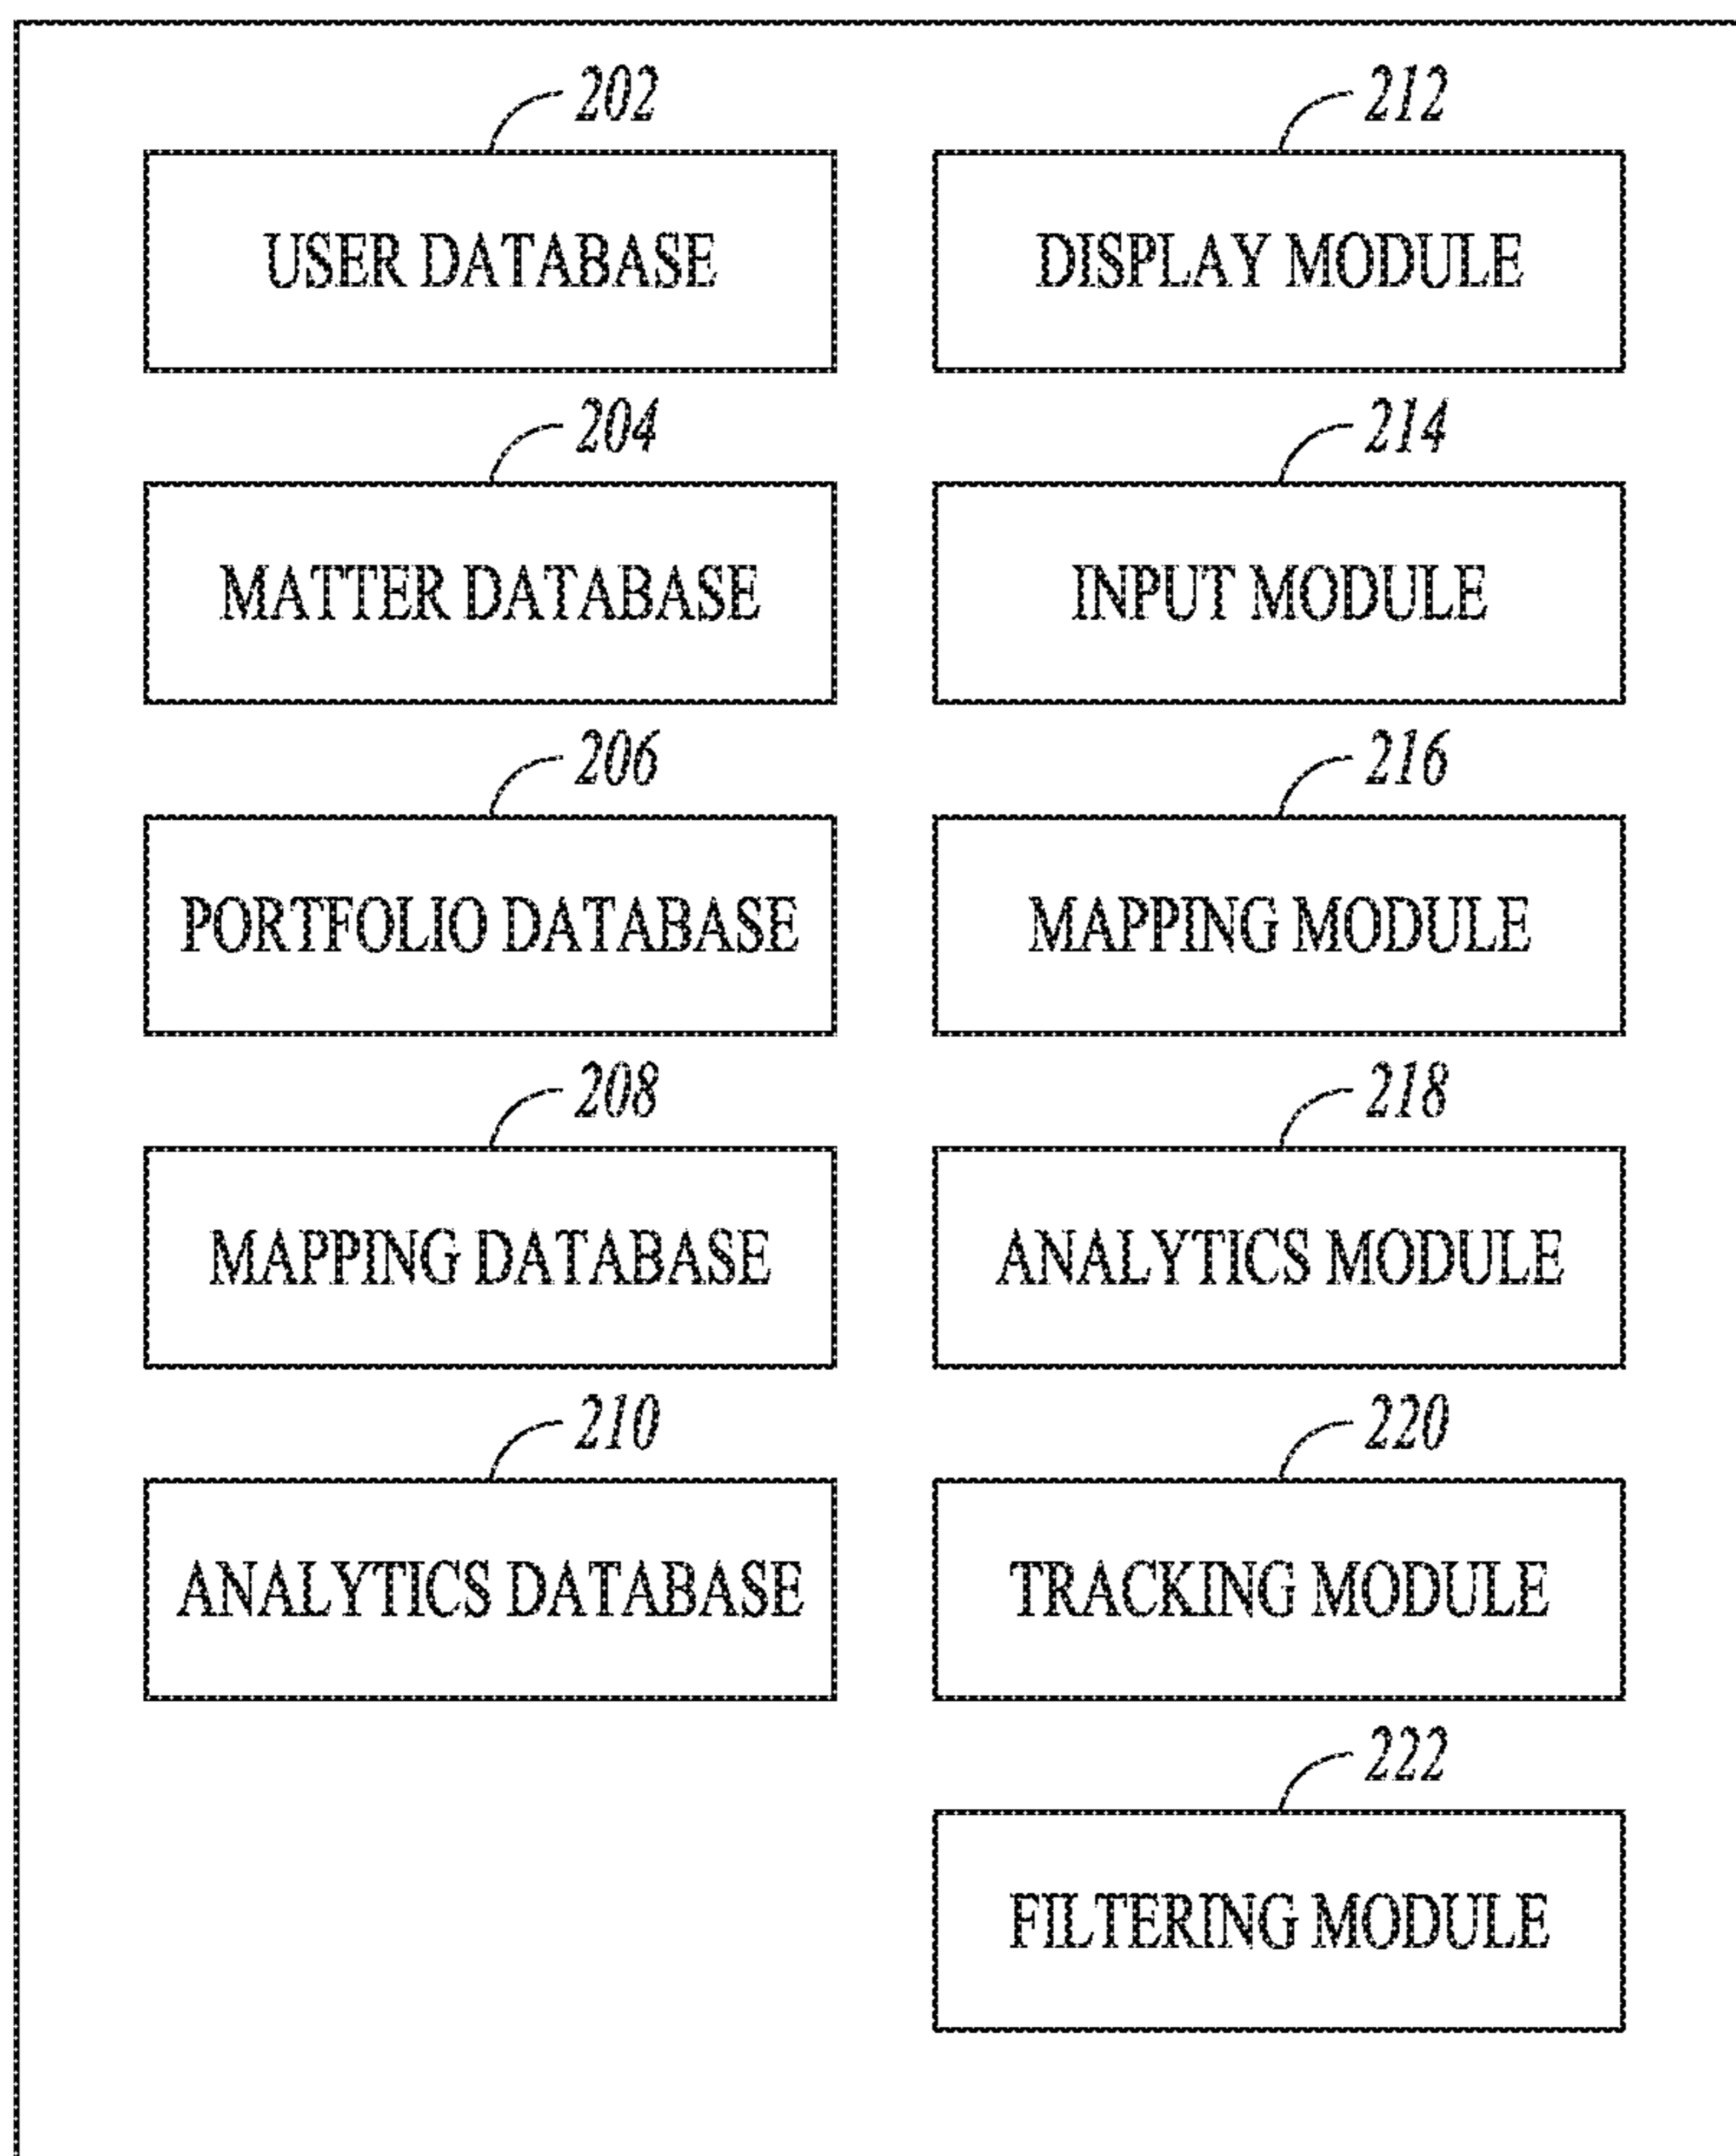 202
USER DATABASE
212
DISPLAY MODULE
204
MATTER DATABASE
214
INPUT MODULE
206
PORTFOLIO DATABASE
216
MAPPING MODULE
208
MAPPING DATABASE
218
ANALYTICS MODULE
210
ANALYTICS DATABASE
220
TRACKING MODULE
222
FILTERING MODULE